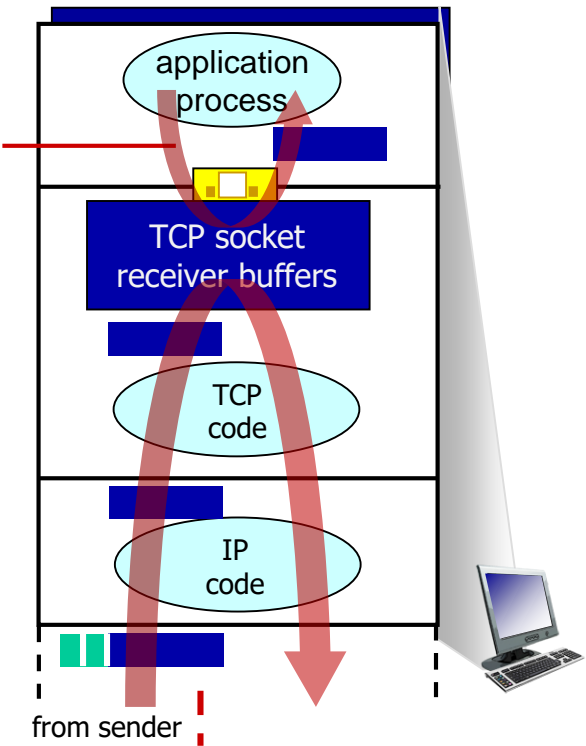 application
process
TCP socket
receiver buffers
TCP
code
IP
code
from sender